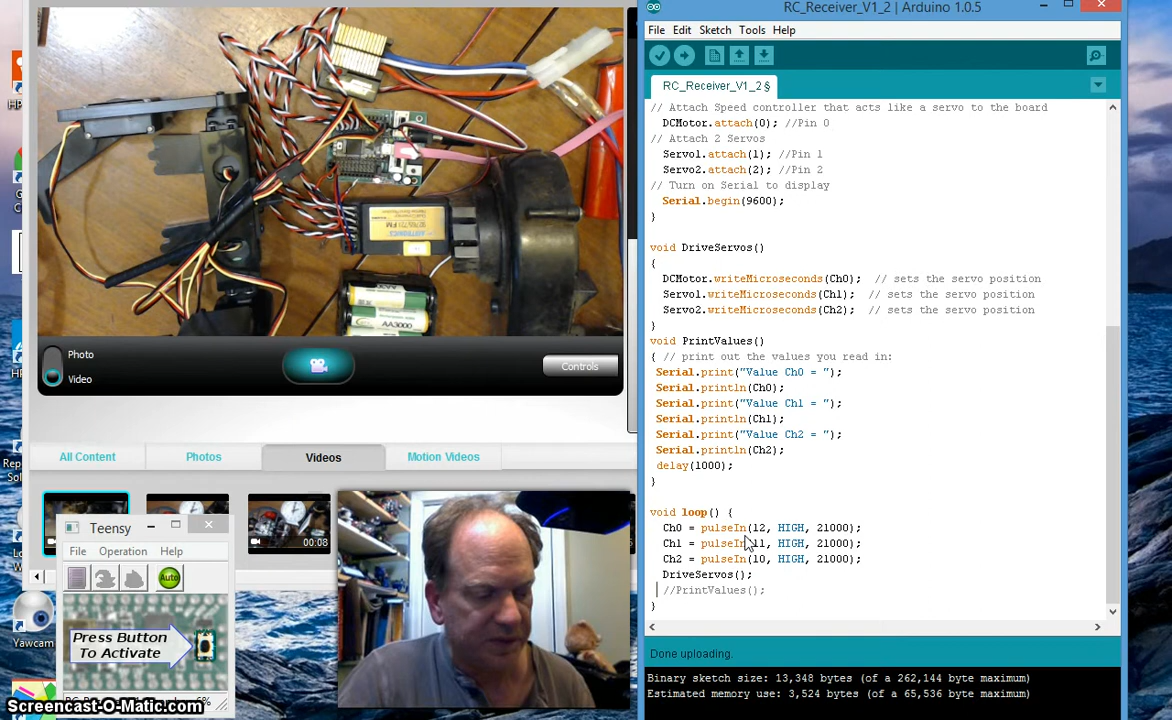 RC_Receiver_V1_2 | Arduino 1.0.5
File Edit Sketch Tools Help
RC_Receiver_V1_2 §
// Attach Speed controller that acts like a servo to the board
DCMotor.attach(0); //Pin 0
// Attach 2 Servos
Servo1.attach(1); //Pin 1
Servo2.attach(2); //Pin 2
// Turn on Serial to display
Serial.begin(9600);
}
void DriveServos()
{
DCMotor.writeMicroseconds(Ch0); // sets the servo position
Servo1.writeMicroseconds(Ch1); // sets the servo position
Servo2.writeMicroseconds(Ch2); // sets the servo position
}
void PrintValues()
{ // print out the values you read in:
Serial.print("Value Ch0 = ");
Serial.println(Ch0);
Serial.print("Value Ch1 = ");
Serial.println(Ch1);
Serial.print("Value Ch2 = ");
Serial.println(Ch2);
delay(1000);
}
void loop() {
Ch0 = pulseIn(12, HIGH, 21000);
Ch1 = pulseIn(11, HIGH, 21000);
Ch2 = pulseIn(10, HIGH, 21000);
DriveServos();
//PrintValues();
}
Done uploading.
Binary sketch size: 13,348 bytes (of a 262,144 byte maximum)
Estimated memory use: 3,524 bytes (of a 65,536 byte maximum)
AIRTRONICS
AA3000
Photo
Video
Controls
All Content Photos Videos Motion Videos
00:08
Teensy
File Operation Help
Auto
Press Button
To Activate
Yawcam
Screencast-O-Matic.com